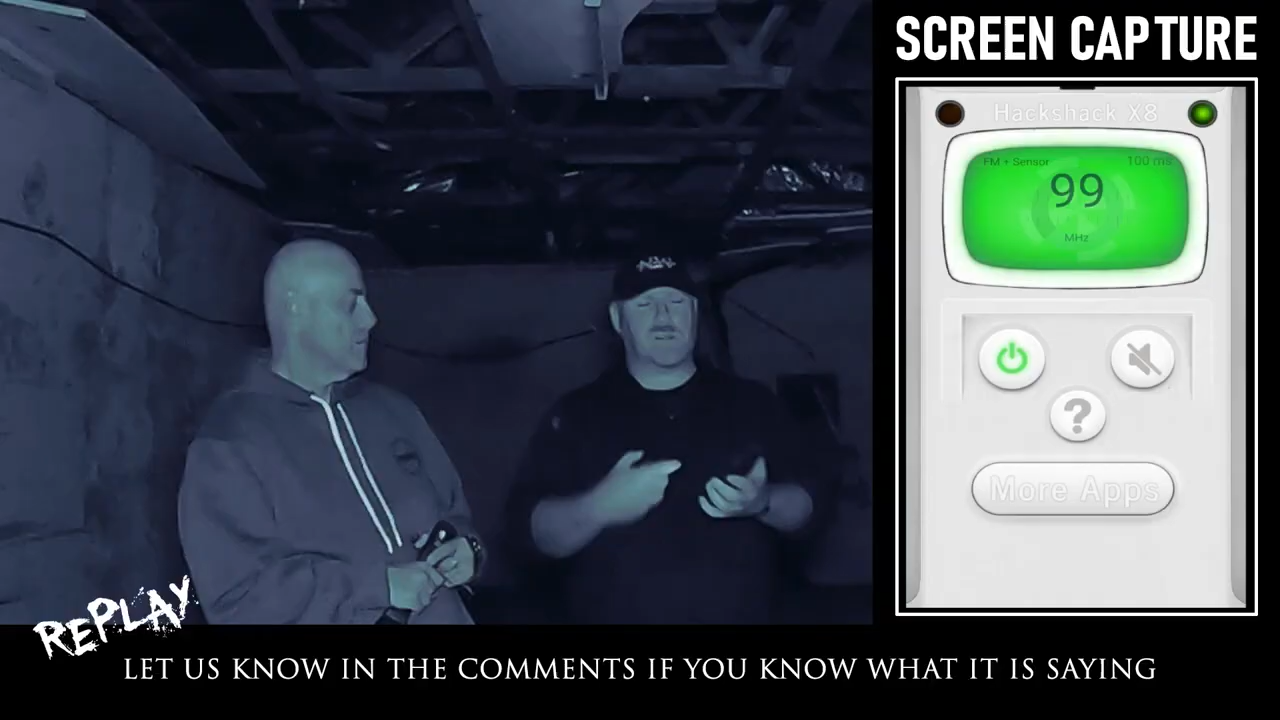 SCREEN CAPTURE
Hackshack X8
FM + Sensor
100 ms
99
MHz
?
More Apps
REPLAY
LET US KNOW IN THE COMMENTS IF YOU KNOW WHAT IT IS SAYING